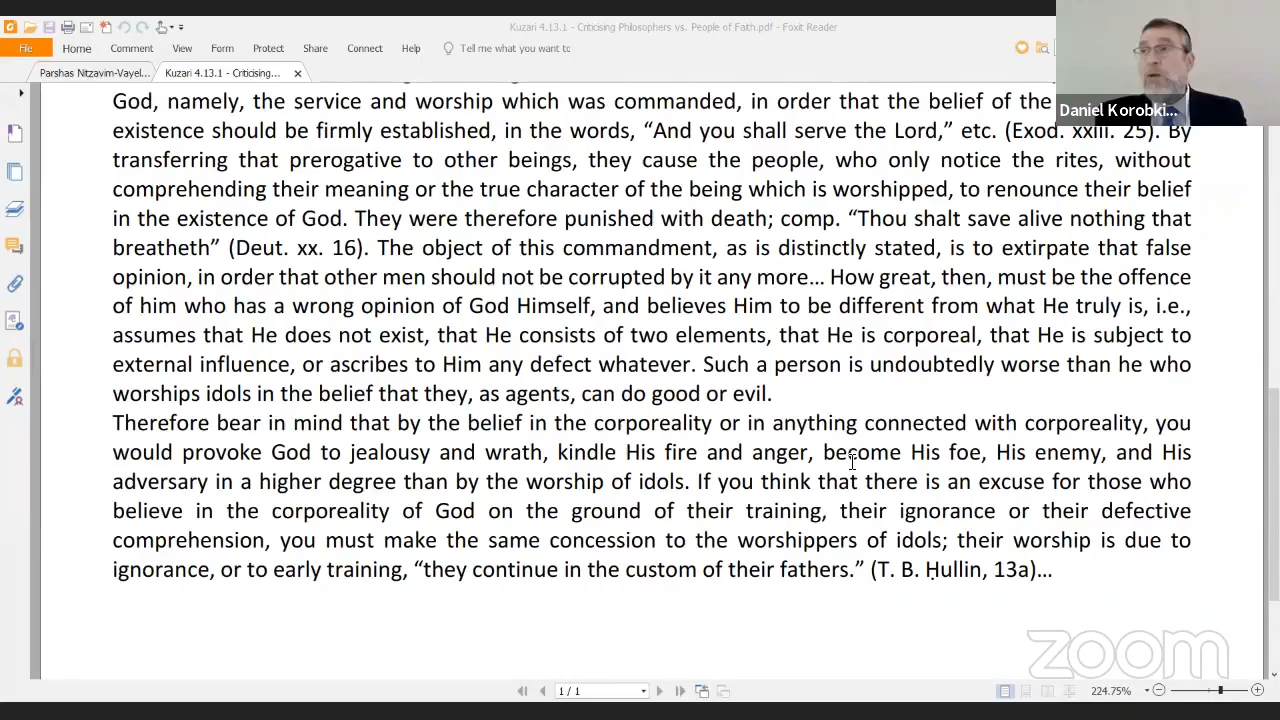 Kuzari 4.13.1 - Criticising Philosophers vs. People of Faith.pdf - Foxit Reader
File Home Comment View Form Protect Share Connect Help Tell me what you want to
Parshas Nitzavim-Vayel... Kuzari 4.13.1 - Criticising...
Daniel Korobki...
God, namely, the service and worship which was commanded, in order that the belief of the
existence should be firmly established, in the words, “And you shall serve the Lord,” etc. (Exod. xxiii. 25). By
transferring that prerogative to other beings, they cause the people, who only notice the rites, without
comprehending their meaning or the true character of the being which is worshipped, to renounce their belief
in the existence of God. They were therefore punished with death; comp. “Thou shalt save alive nothing that
breatheth” (Deut. xx. 16). The object of this commandment, as is distinctly stated, is to extirpate that false
opinion, in order that other men should not be corrupted by it any more... How great, then, must be the offence
of him who has a wrong opinion of God Himself, and believes Him to be different from what He truly is, i.e.,
assumes that He does not exist, that He consists of two elements, that He is corporeal, that He is subject to
external influence, or ascribes to Him any defect whatever. Such a person is undoubtedly worse than he who
worships idols in the belief that they, as agents, can do good or evil.
Therefore bear in mind that by the belief in the corporeality or in anything connected with corporeality, you
would provoke God to jealousy and wrath, kindle His fire and anger, become His foe, His enemy, and His
adversary in a higher degree than by the worship of idols. If you think that there is an excuse for those who
believe in the corporeality of God on the ground of their training, their ignorance or their defective
comprehension, you must make the same concession to the worshippers of idols; their worship is due to
ignorance, or to early training, “they continue in the custom of their fathers.” (T. B. Ḥullin, 13a)...
zoom
1 / 1
224.75%